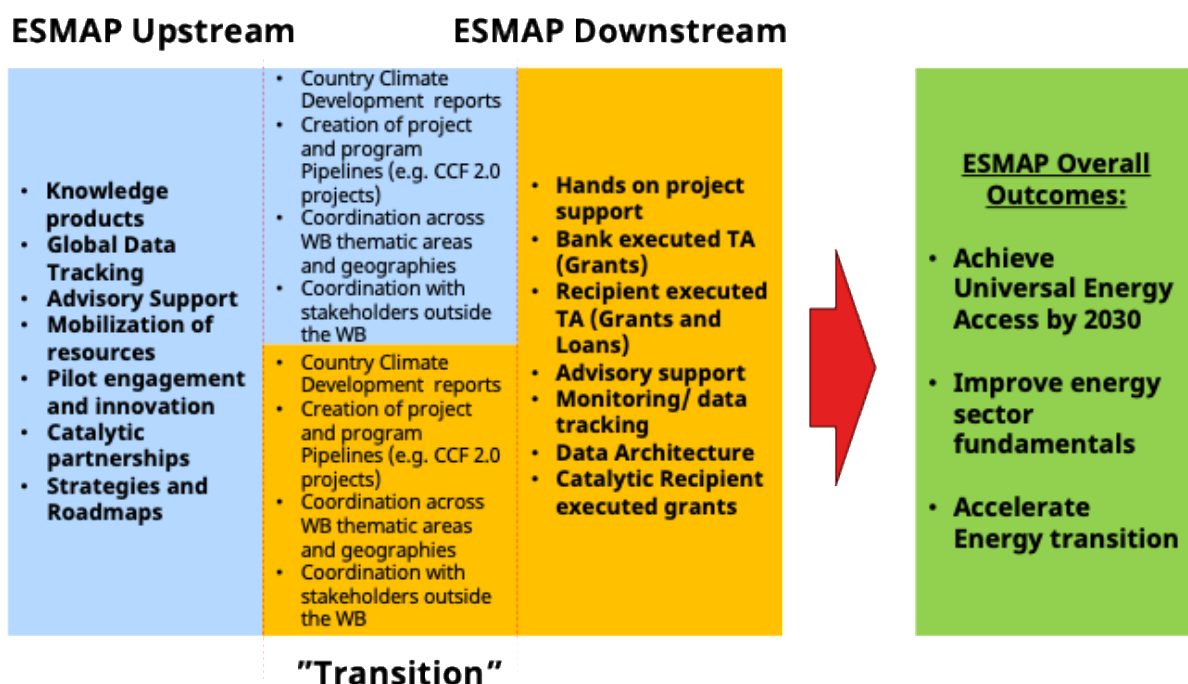 ESMAP Upstream
ESMAP Downstream
• Knowledge
products
• Global Data
Tracking
• Advisory Support
• Mobilization of
resources
• Pilot engagement
and innovation
• Catalytic
partnerships
• Strategies and
Roadmaps
• Country Climate
Development reports
• Creation of project
and program
Pipelines (e.g. CCF 2.0
projects)
• Coordination across
WB thematic areas
and geographies
• Coordination with
stakeholders outside
the WB
• Country Climate
Development reports
• Creation of project
and program
Pipelines (e.g. CCF 2.0
projects)
• Coordination across
WB thematic areas
and geographies
• Coordination with
stakeholders outside
the WB
”Transition”
• Hands on project
support
• Bank executed TA
(Grants)
• Recipient executed
TA (Grants and
Loans)
• Advisory support
• Monitoring/ data
tracking
• Data Architecture
• Catalytic Recipient
executed grants
ESMAP Overall
Outcomes:
• Achieve
Universal Energy
Access by 2030
• Improve energy
sector
fundamentals
• Accelerate
Energy transition